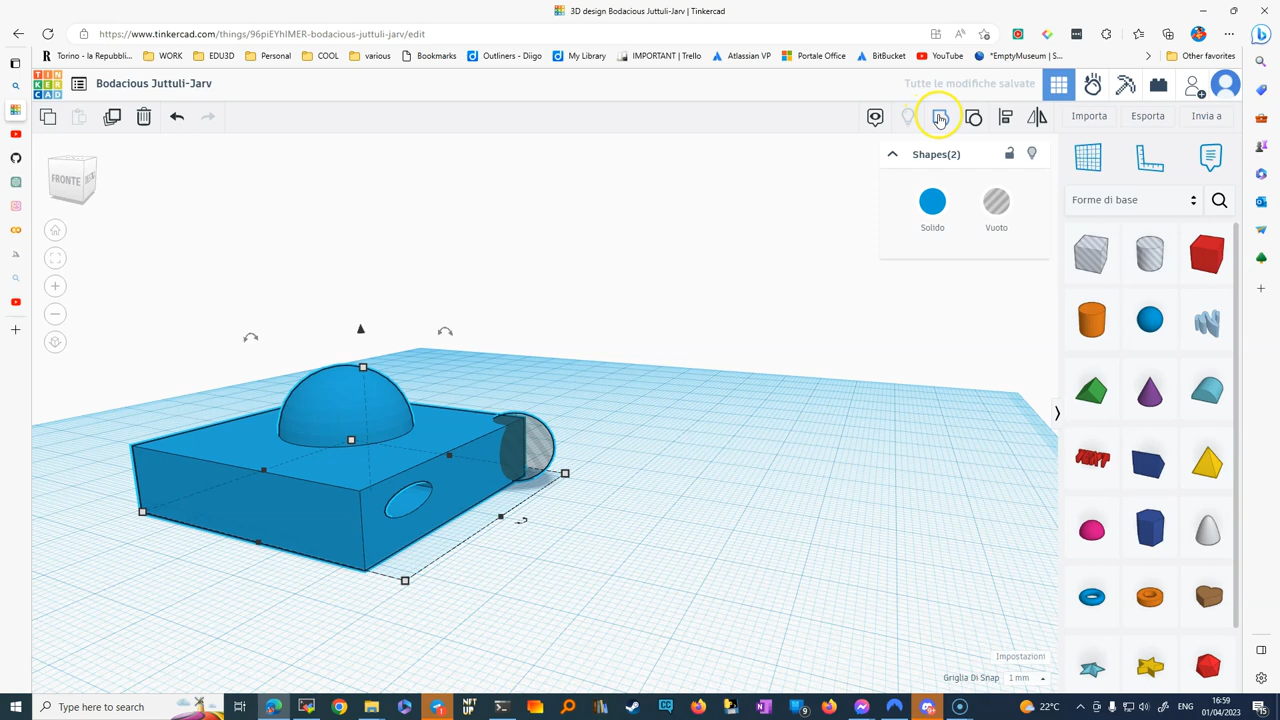 3D design Bodacious Juttuli-Jarv | Tinkercad
https://www.tinkercad.com/things/96piEYhIMER-bodacious-juttuli-jarv/edit
R Torino - la Repubbli... WORK EDU33 Personal COOL various Bookmarks Outliners - Diigo My Library IMPORTANT | Trello Atlassian VP Portale Office BitBucket YouTube *EmptyMuseum | S... Other favorites
TIN KER CAD Bodacious Juttuli-Jarv Tutte le modifiche salvate
Importa Esporta Invia a
Shapes(2)
FRONTE
Forme di base
Solido Vuoto
Impostazioni
Griglia Di Snap 1 mm
Type here to search NFT UP CC 22°C ENG 16:59
01/04/2023